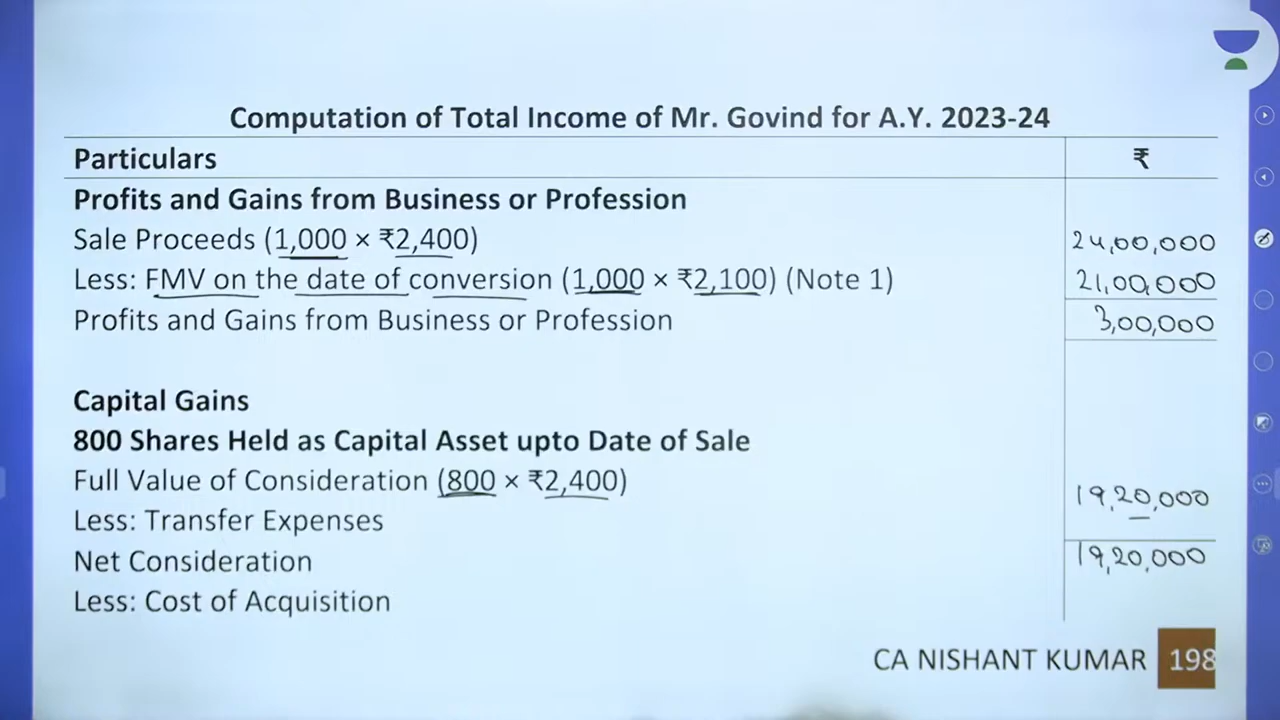 Computation of Total Income of Mr. Govind for A.Y. 2023-24
Particulars ₹
Profits and Gains from Business or Profession
Sale Proceeds (1,000 × ₹2,400) 24,00,000
Less: FMV on the date of conversion (1,000 × ₹2,100) (Note 1) 21,00,000
Profits and Gains from Business or Profession 3,00,000
Capital Gains
800 Shares Held as Capital Asset upto Date of Sale
Full Value of Consideration (800 × ₹2,400) 19,20,000
Less: Transfer Expenses —
Net Consideration 19,20,000
Less: Cost of Acquisition
CA NISHANT KUMAR 198